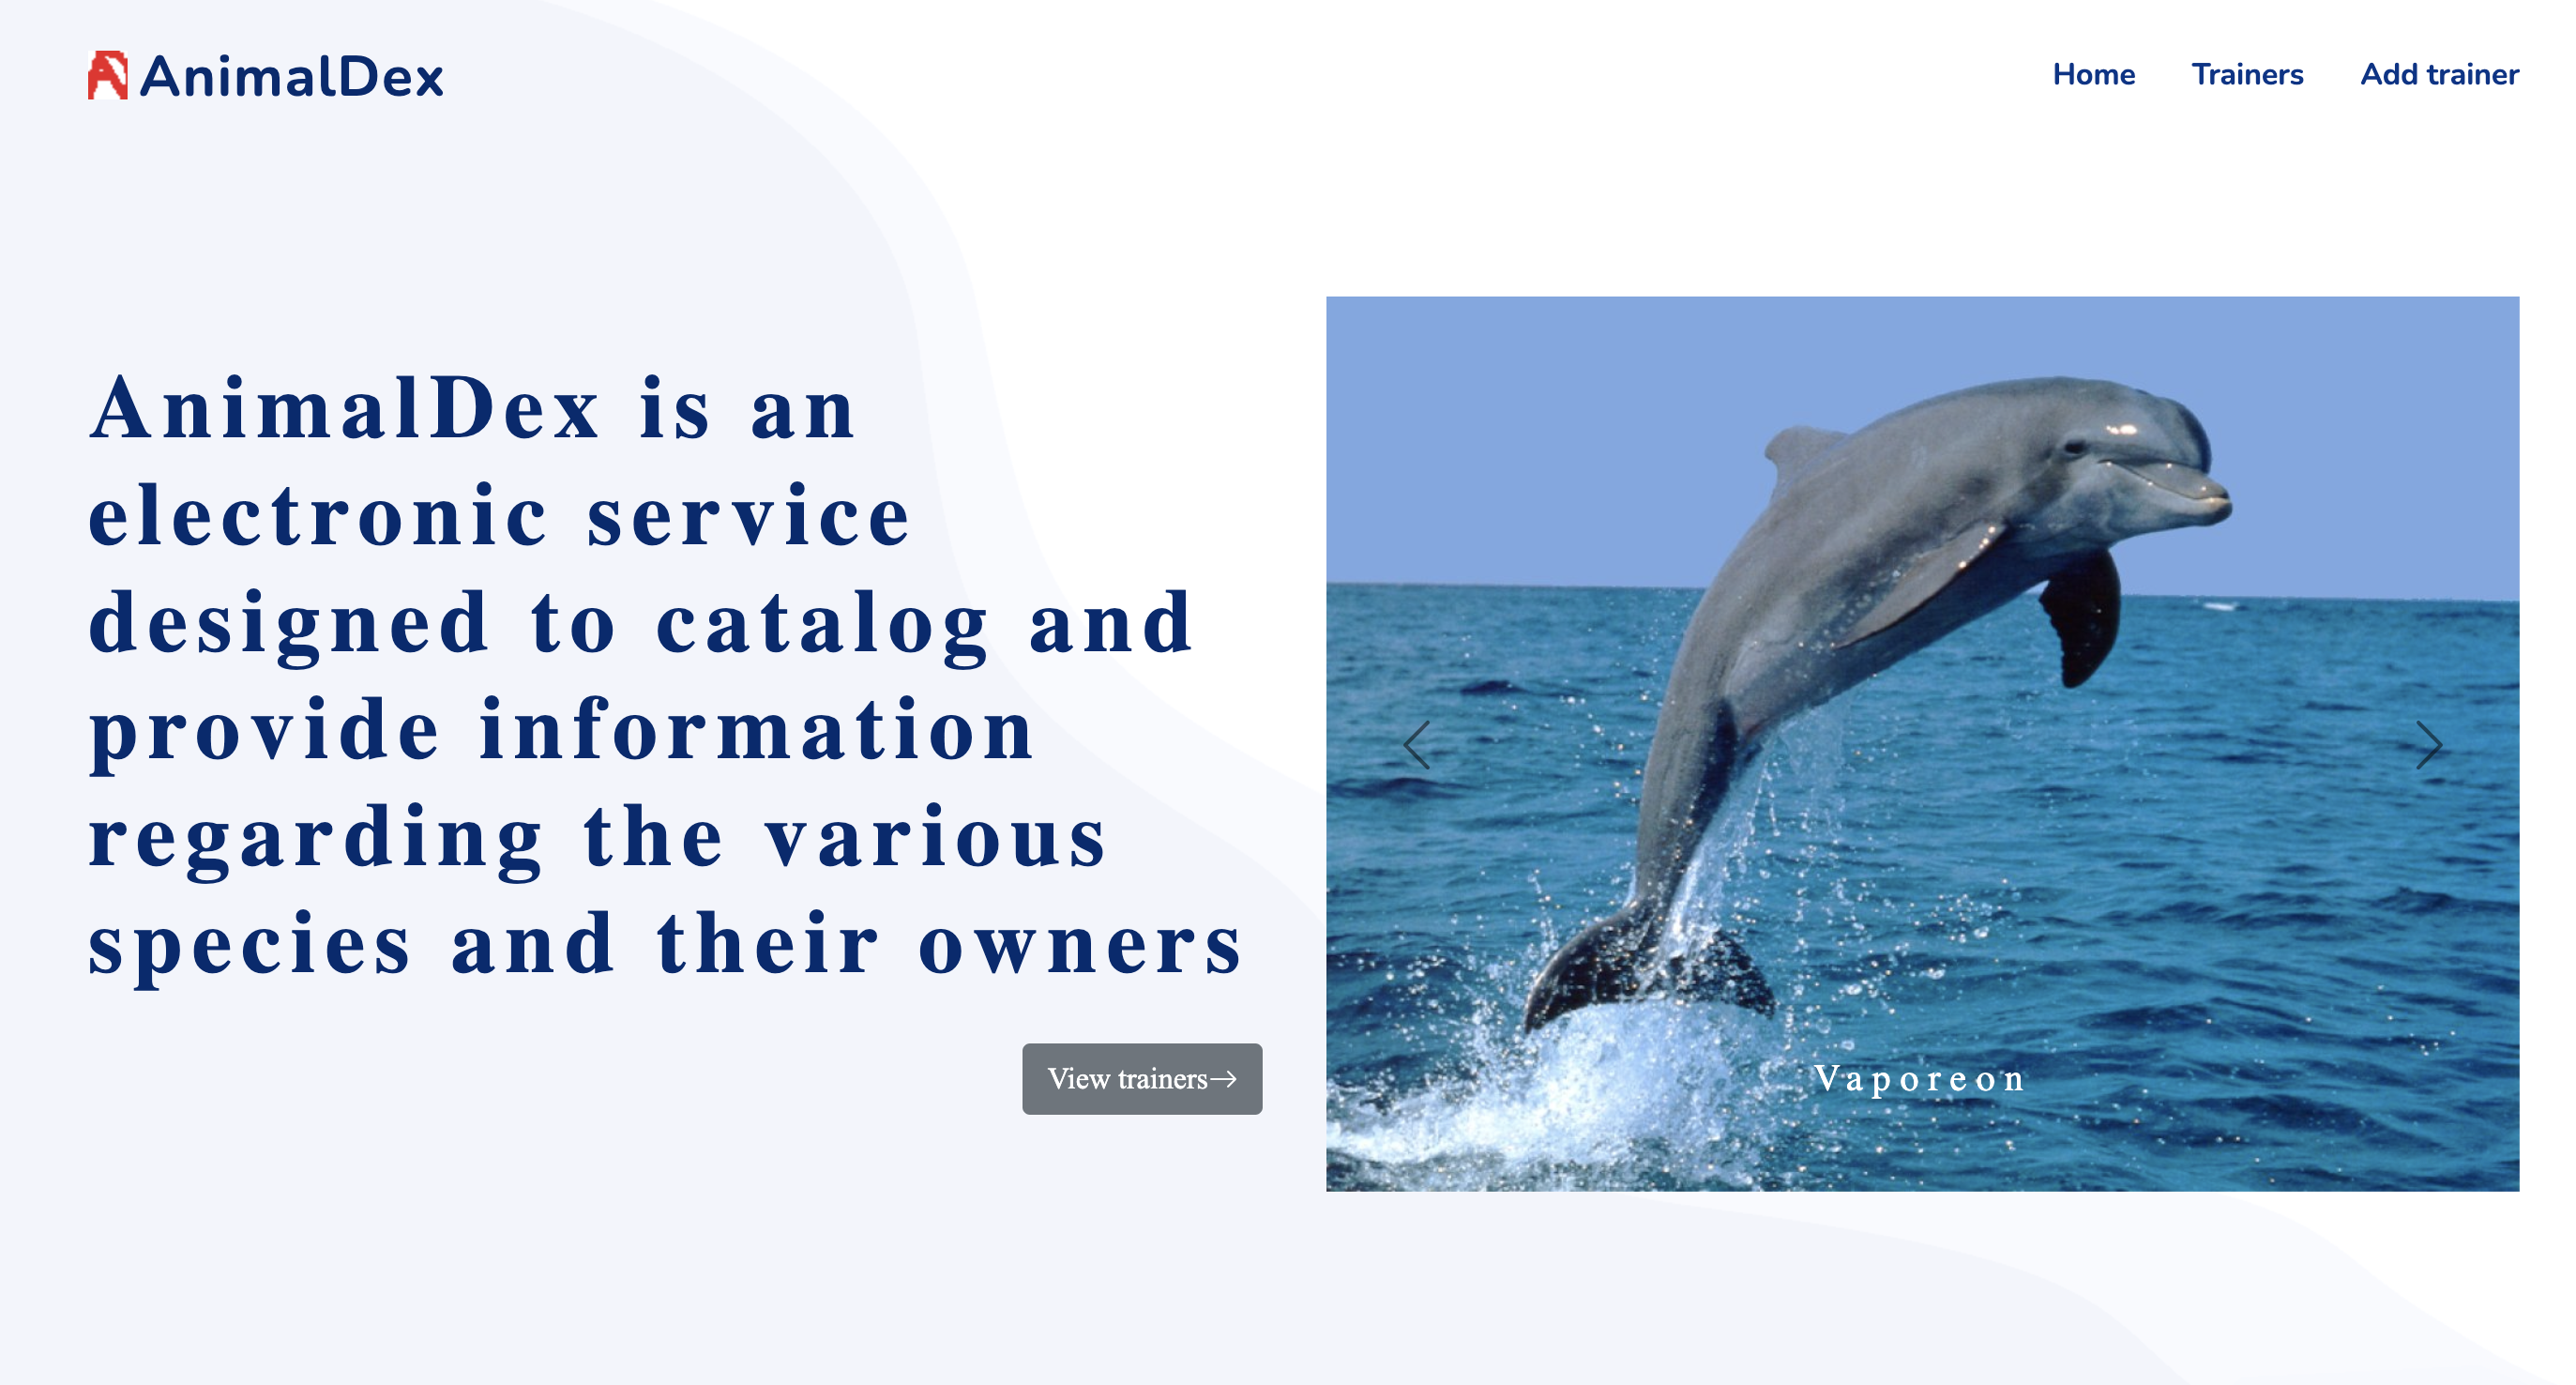 AnimalDex
Home
Trainers
Add trainer
AnimalDex is an
electronic service
designed to catalog and
provide information
regarding the various
species and their owners
View trainers→
Vaporeon